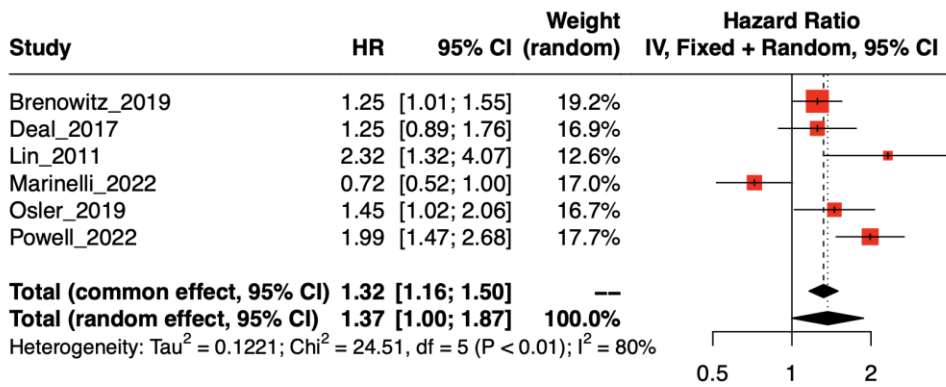 Weight Hazard Ratio
Study HR 95% CI (random) IV, Fixed + Random, 95% CI
Brenowitz_2019 1.25 [1.01; 1.55] 19.2%
Deal_2017 1.25 [0.89; 1.76] 16.9%
Lin_2011 2.32 [1.32; 4.07] 12.6%
Marinelli_2022 0.72 [0.52; 1.00] 17.0%
Osler_2019 1.45 [1.02; 2.06] 16.7%
Powell_2022 1.99 [1.47; 2.68] 17.7%
Total (common effect, 95% CI) 1.32 [1.16; 1.50] --
Total (random effect, 95% CI) 1.37 [1.00; 1.87] 100.0%
Heterogeneity: Tau² = 0.1221; Chi² = 24.51, df = 5 (P < 0.01); I² = 80%
0.5 1 2